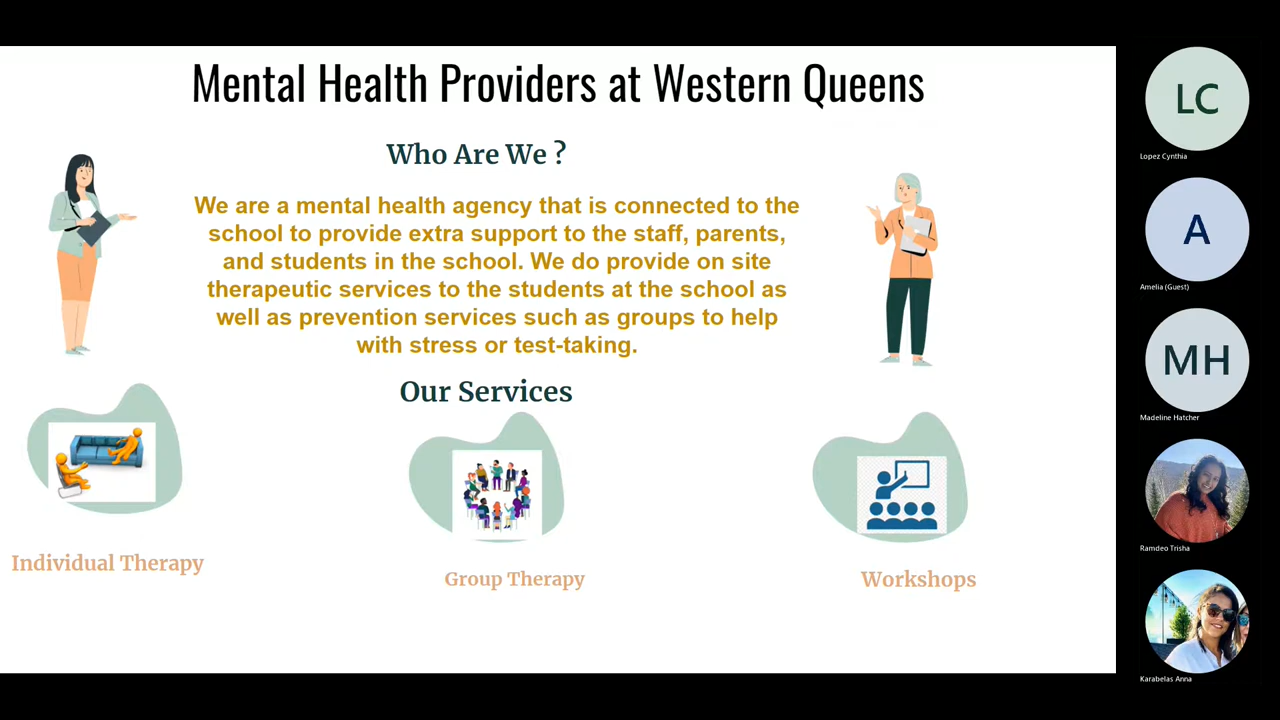 Mental Health Providers at Western Queens
Who Are We ?
We are a mental health agency that is connected to the
school to provide extra support to the staff, parents,
and students in the school. We do provide on site
therapeutic services to the students at the school as
well as prevention services such as groups to help
with stress or test-taking.
Our Services
Individual Therapy
Group Therapy
Workshops
LC
Lopez Cynthia
A
Amelia (Guest)
MH
Madeline Hatcher
Ramdeo Trisha
Karabelas Anna